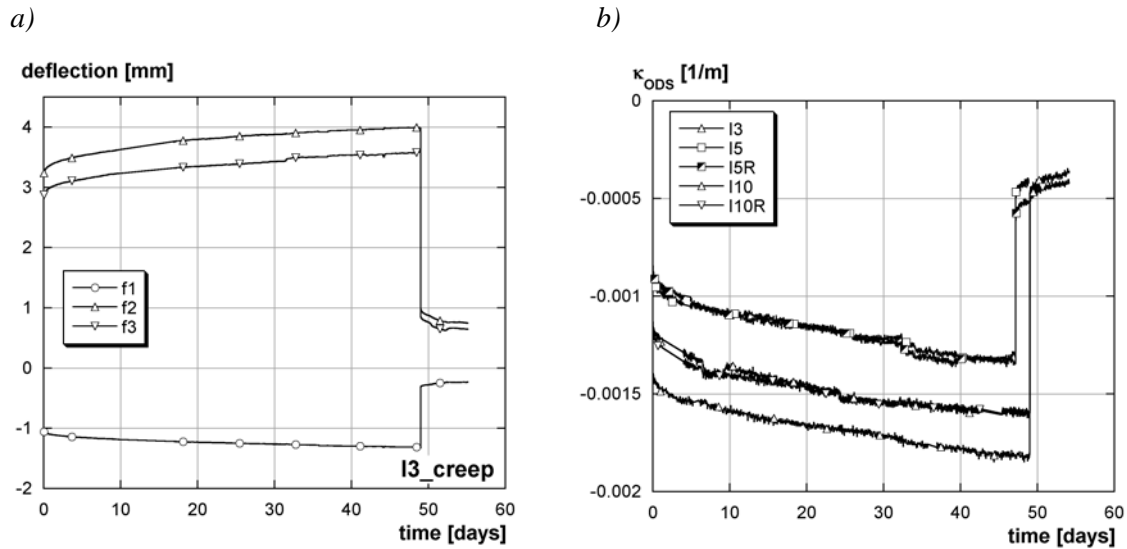 a)
b)
deflection [mm]
5
4
3
2
1
0
-1
-2
0
10
20
30
40
50
60
f1
f2
f3
I3_creep
time [days]
κODS [1/m]
0
-0.0005
-0.001
-0.0015
-0.002
0
10
20
30
40
50
60
I3
I5
I5R
I10
I10R
time [days]